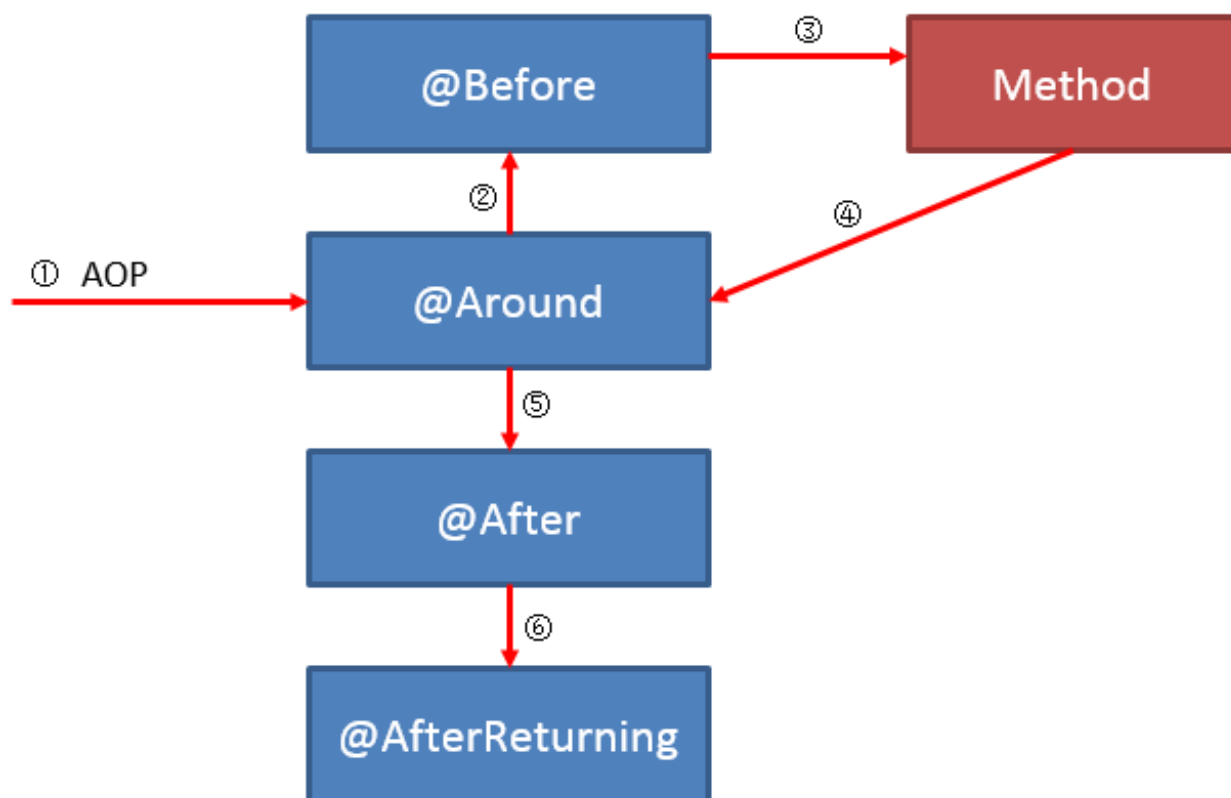 ③
@Before
Method
②
④
① AOP
@Around
⑤
@After
⑥
@AfterReturning